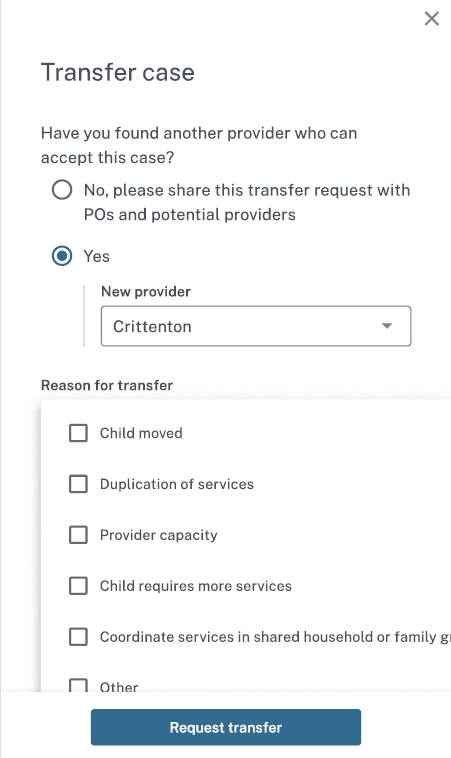 Transfer case
Have you found another provider who can
accept this case?
No, please share this transfer request with
POs and potential providers
Yes
New provider
Crittenton
Reason for transfer
Child moved
Duplication of services
Provider capacity
Child requires more services
Coordinate services in shared household or family
Other
Request transfer